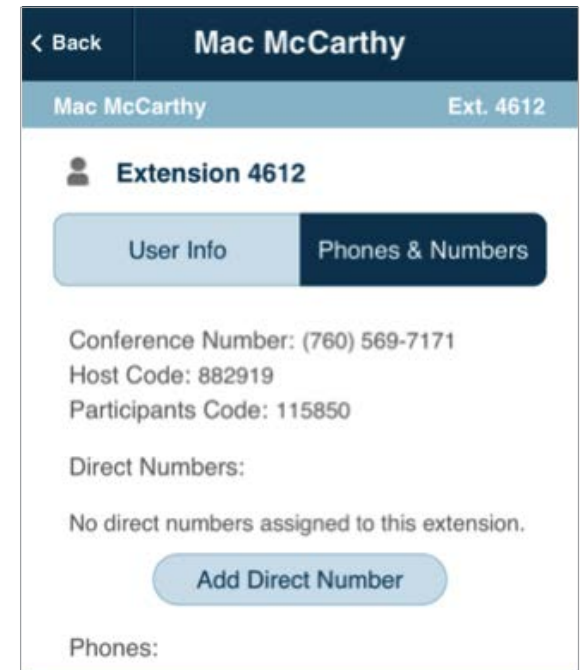 Back Mac McCarthy
Mac McCarthy Ext. 4612
Extension 4612
User Info Phones & Numbers
Conference Number: (760) 569-7171
Host Code: 882919
Participants Code: 115850
Direct Numbers:
No direct numbers assigned to this extension.
Add Direct Number
Phones: